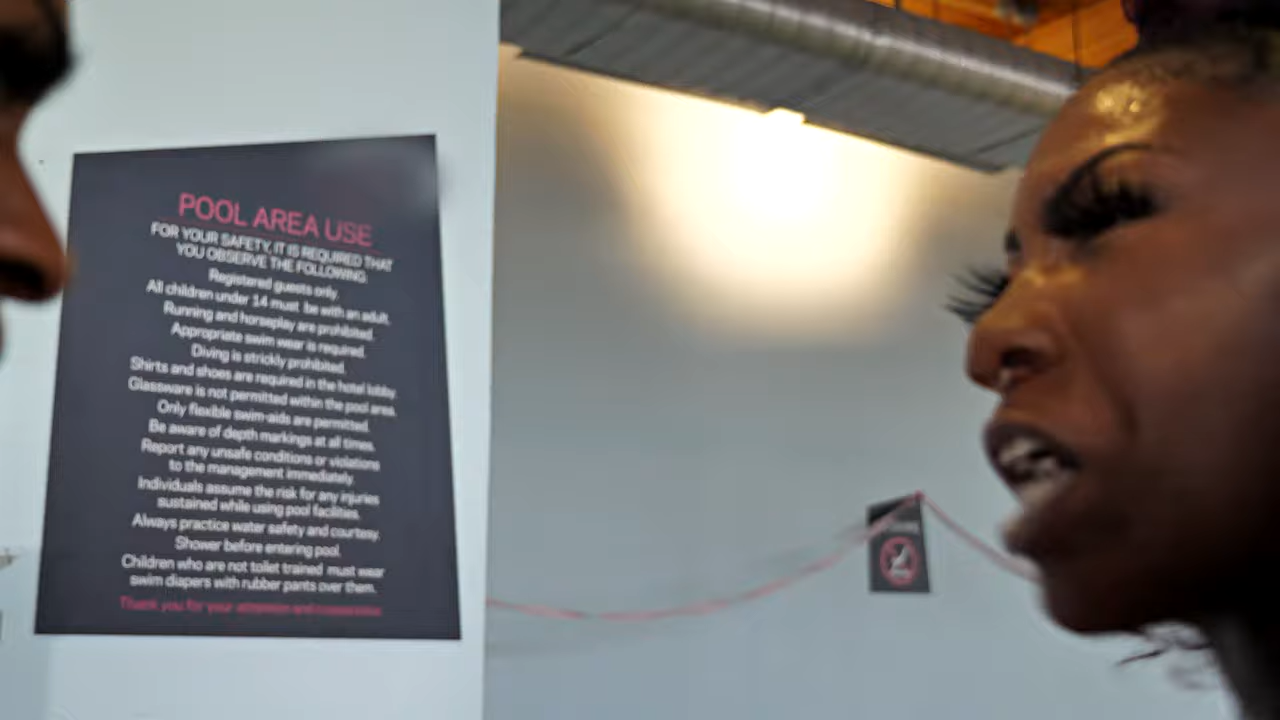 POOL AREA USE
FOR YOUR SAFETY, IT IS REQUIRED THAT
YOU OBSERVE THE FOLLOWING:
Registered guests only.
All children under 14 must be with an adult.
Running and horseplay are prohibited.
Appropriate swim wear is required.
Diving is strickly prohibited.
Shirts and shoes are required in the hotel lobby.
Glassware is not permitted within the pool area.
Only flexible swim-aids are permitted.
Be aware of depth markings at all times.
Report any unsafe conditions or violations
to the management immediately.
Individuals assume the risk for any injuries
sustained while using pool facilities.
Always practice water safety and courtesy.
Shower before entering pool.
Children who are not toilet trained must wear
swim diapers with rubber pants over them.
Thank you for your attention and cooperation.